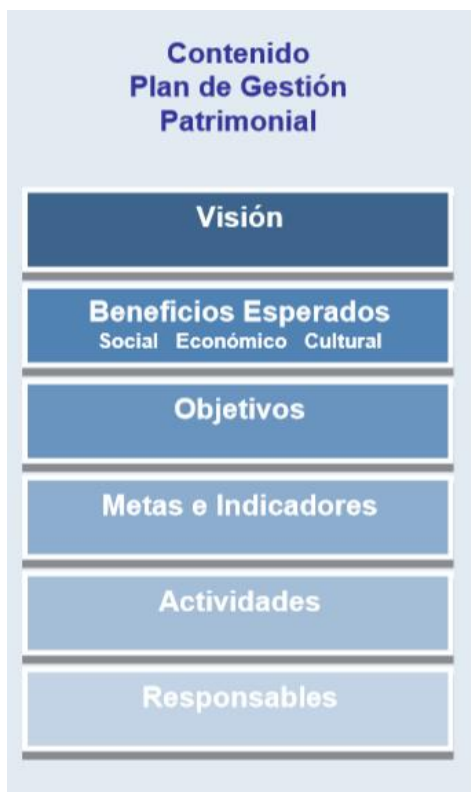 Contenido
Plan de Gestión
Patrimonial
Visión
Beneficios Esperados
Social Económico Cultural
Objetivos
Metas e Indicadores
Actividades
Responsables